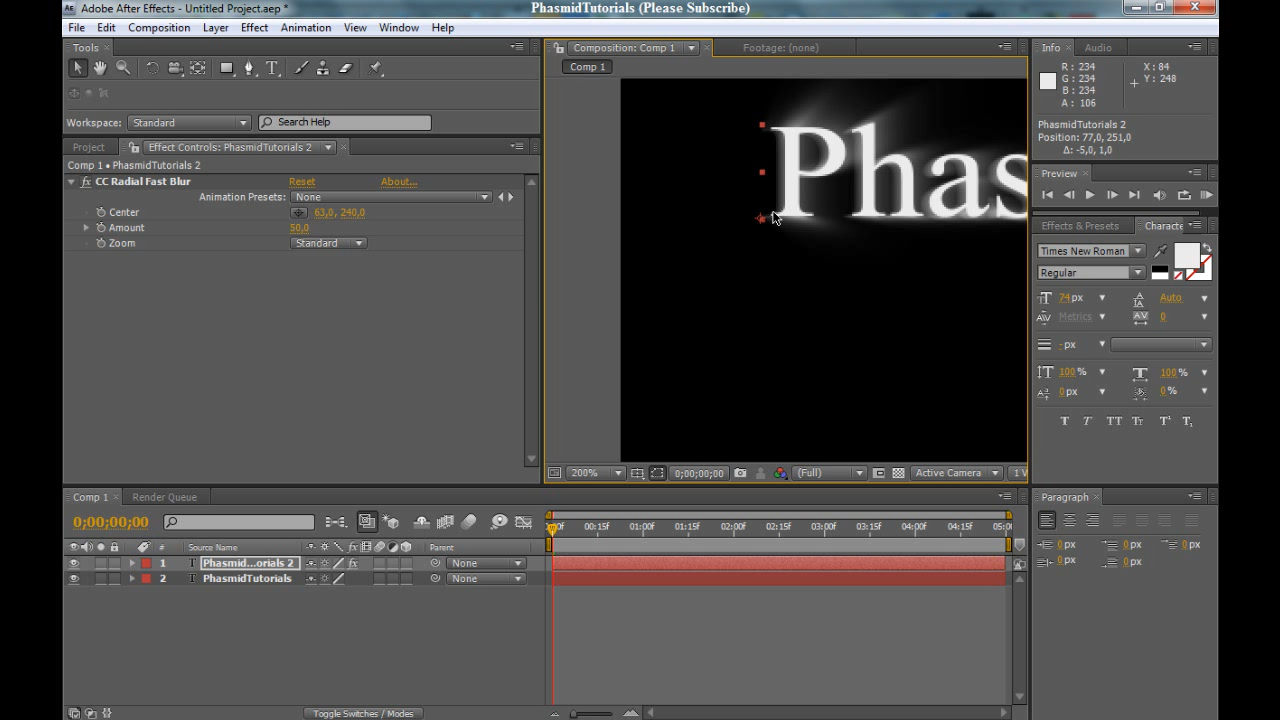 Adobe After Effects - Untitled Project.aep *
PhasmidTutorials (Please Subscribe)
File Edit Composition Layer Effect Animation View Window Help
Tools
Workspace: Standard Search Help
Project Effect Controls: PhasmidTutorials 2
Comp 1 • PhasmidTutorials 2
CC Radial Fast Blur Reset About...
Animation Presets: None
Center 63,0, 240,0
Amount 50,0
Zoom Standard
Composition: Comp 1 Footage: (none)
Comp 1
Phas
200% 0;00;00;00 (Full) Active Camera 1 V
Info Audio
R : 234 X : 84
G : 234 Y : 248
B : 234
A : 106
PhasmidTutorials 2
Position: 77,0, 251,0
Δ: -5,0, 1,0
Preview
Effects & Presets Characte
Times New Roman
Regular
74 px Auto
Metrics 0
- px
100 % 100 %
0 px 0 %
T T TT Tt T¹ T₁
Comp 1 Render Queue
0;00;00;00
00:15f 01:00f 01:15f 02:00f 02:15f 03:00f 03:15f 04:00f 04:15f 05:0
# Source Name Parent
1 T Phasmid...orials 2 None
2 T PhasmidTutorials None
Toggle Switches / Modes
Paragraph
0 px 0 px 0 px
0 px 0 px